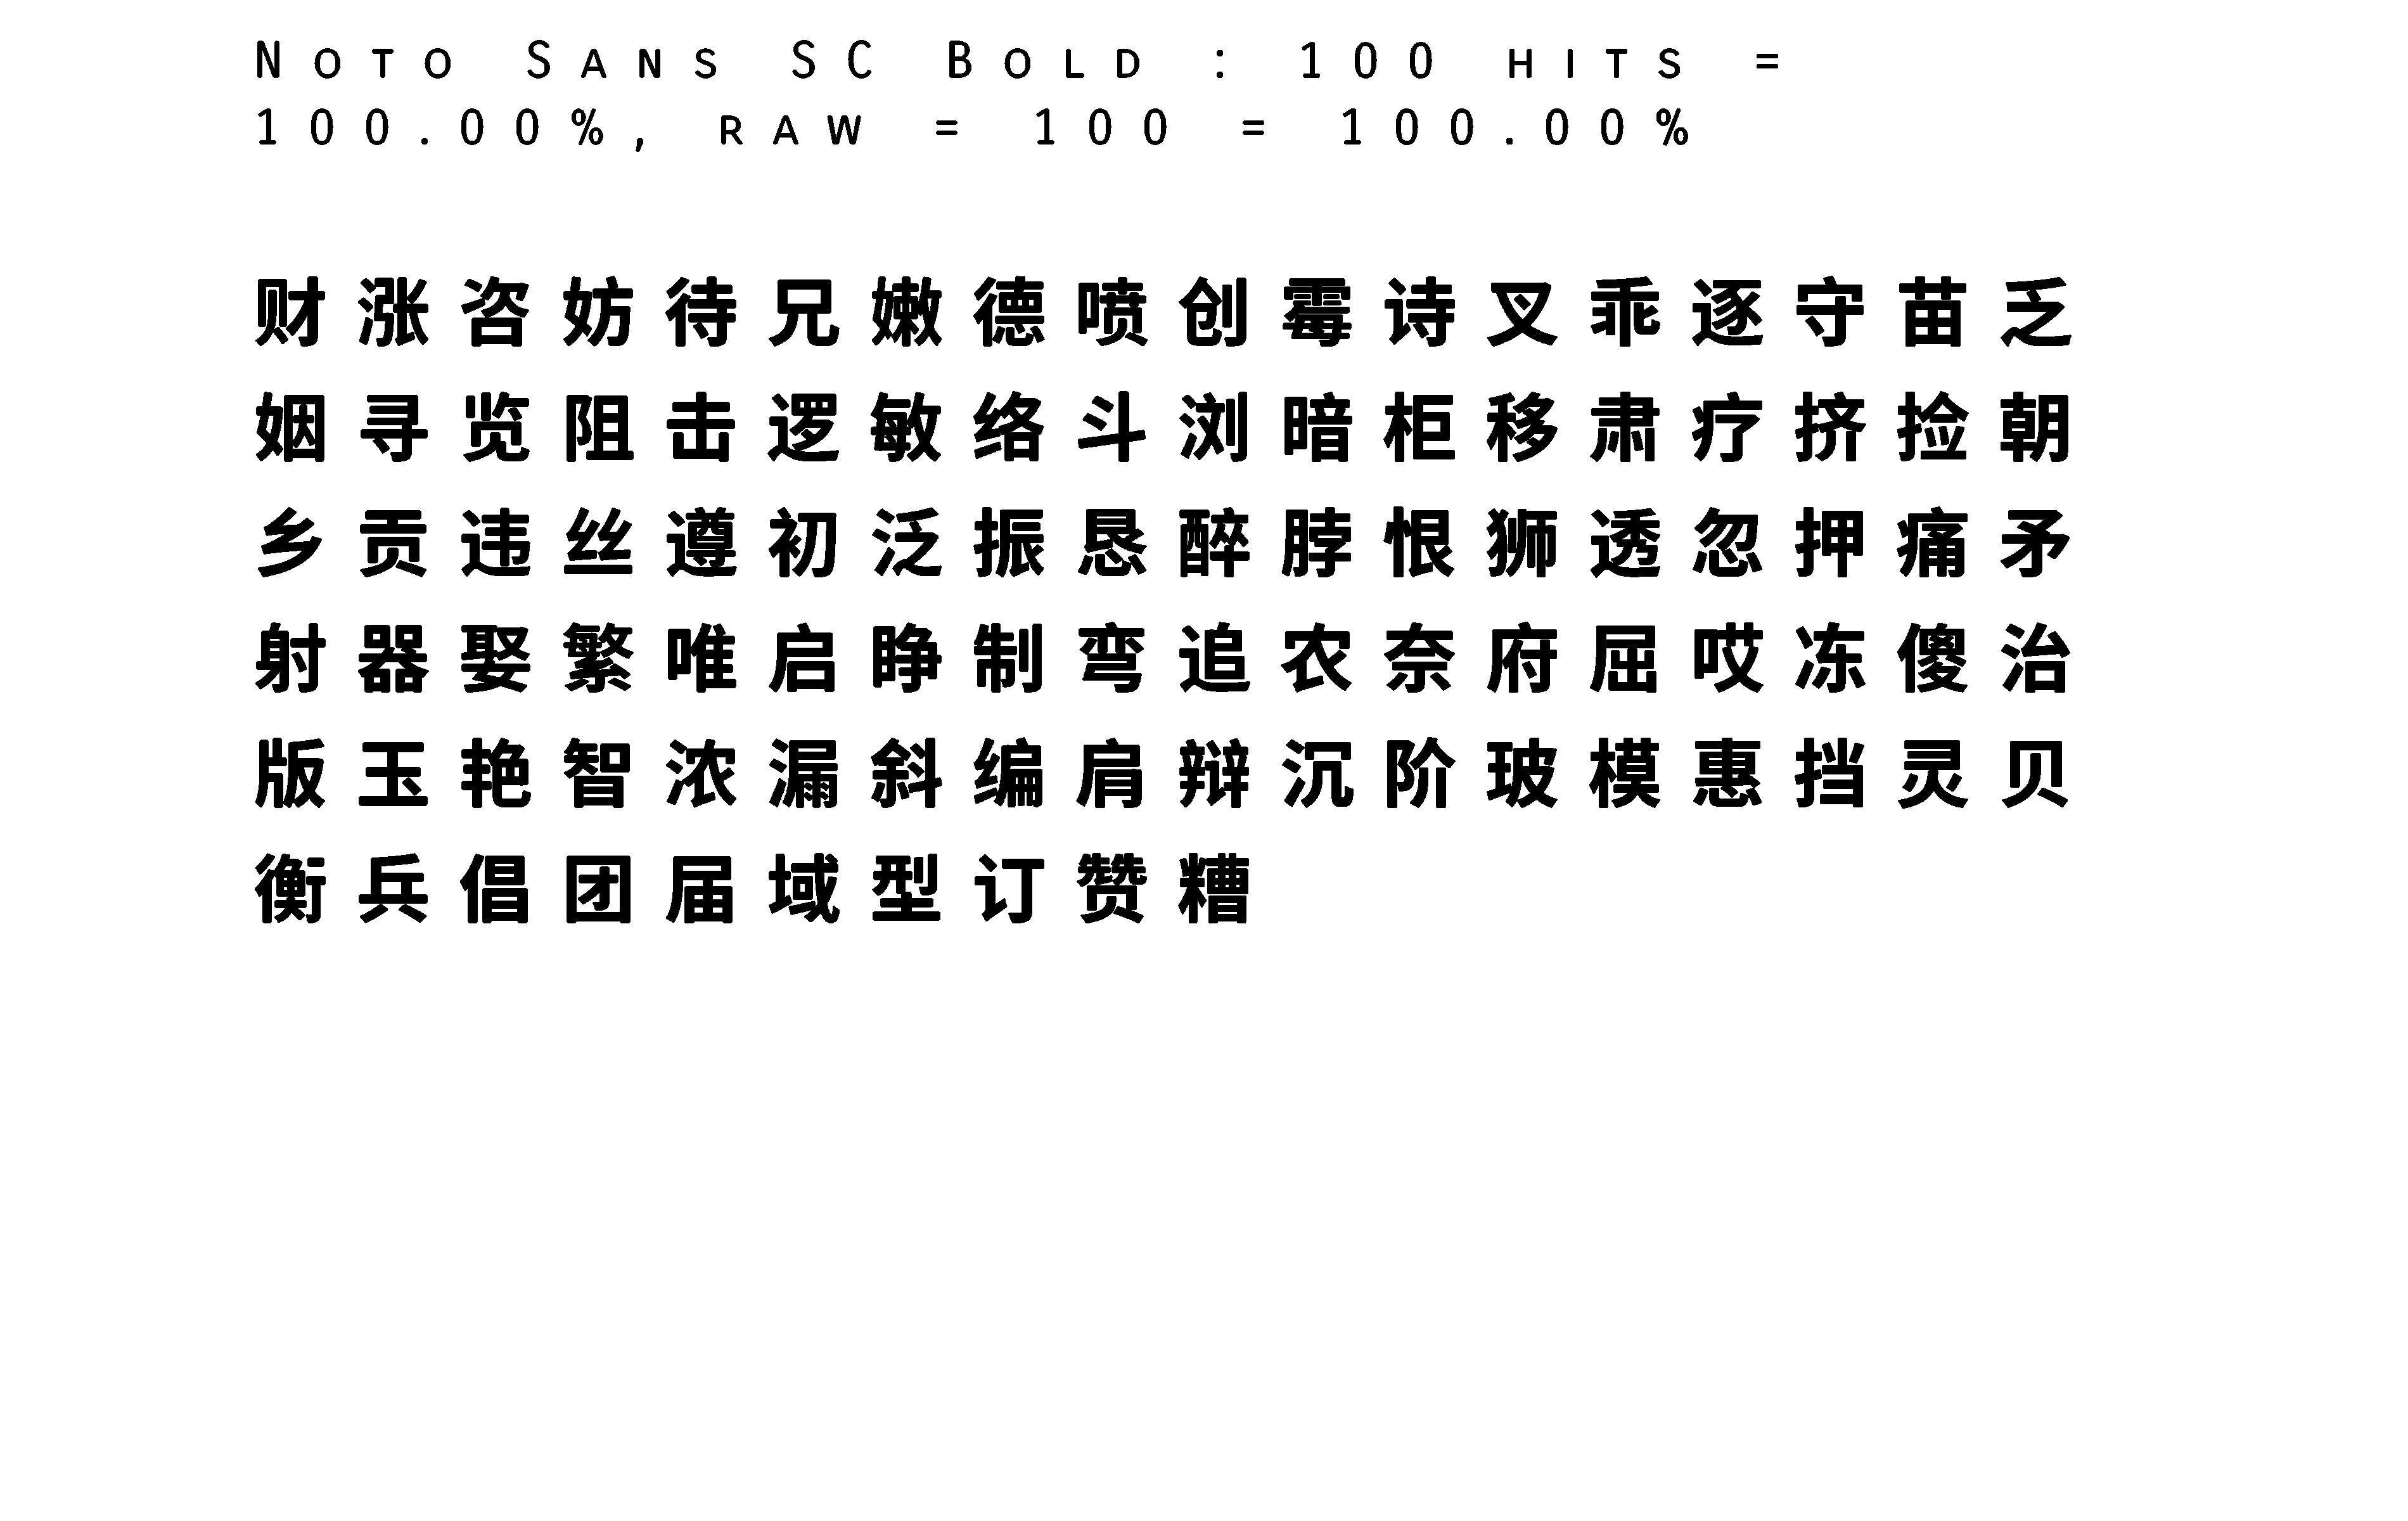 Noto Sans SC Bold : 100 hits =
100.00%, raw = 100 = 100.00%
财涨咨妨待兄嫩德喷创霉诗叉乖逐守苗乏
姻寻览阻击逻敏络斗浏暗柜移肃疗挤捡朝
乡贡违丝遵初泛振恳醉脖恨狮透忽押痛矛
射器娶繁唯启睁制弯追农奈府屈哎冻傻治
版玉艳智浓漏斜编肩辩沉阶玻模惠挡灵贝
衡兵倡团届域型订赞糟